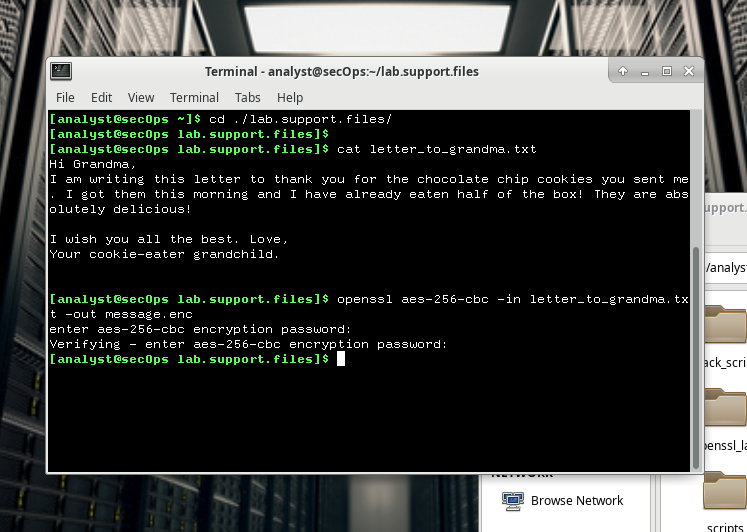 Terminal - analyst@secOps:~/lab.support.files
File Edit View Terminal Tabs Help
[analyst@secOps ~]$ cd ./lab.support.files/
[analyst@secOps lab.support.files]$
[analyst@secOps lab.support.files]$ cat letter_to_grandma.txt
Hi Grandma,
I am writing this letter to thank you for the chocolate chip cookies you sent me
. I got them this morning and I have already eaten half of the box! They are abs
olutely delicious!
I wish you all the best. Love,
Your cookie-eater grandchild.
[analyst@secOps lab.support.files]$ openssl aes-256-cbc -in letter_to_grandma.tx
t -out message.enc
enter aes-256-cbc encryption password:
Verifying - enter aes-256-cbc encryption password:
[analyst@secOps lab.support.files]$
upport.
/analyst
ack_scri
penssl_la
scripts
NETWORK
Browse Network